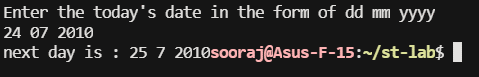 Enter the today's date in the form of dd mm yyyy
24 07 2010
next day is : 25 7 2010sooraj@Asus-F-15:~/st-lab$